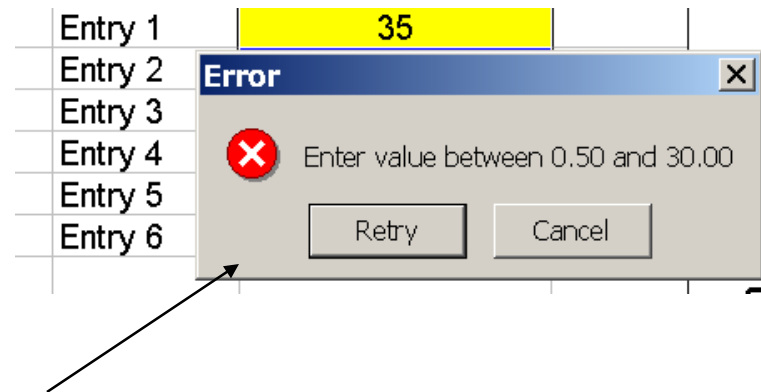 Entry 1 35
Entry 2
Error
Entry 3
Entry 4
Enter value between 0.50 and 30.00
Entry 5
Entry 6
Retry Cancel